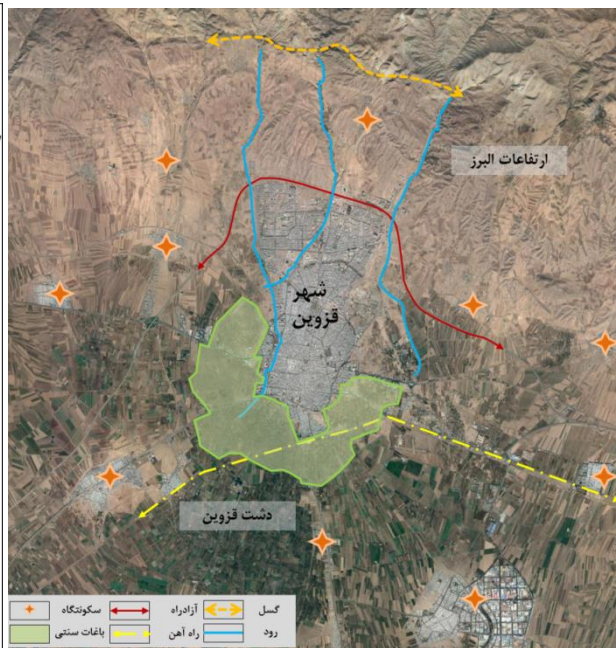 ارتفاعات البرز
شهر
قزوین
دشت قزوین
گسل
آزادراه
سکونتگاه
رود
راه آهن
باغات سنتی